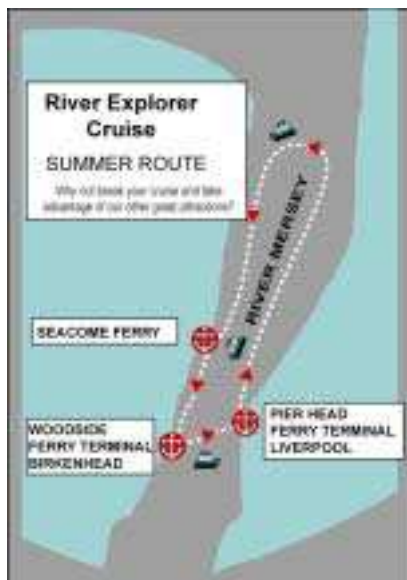 River Explorer
Cruise
SUMMER ROUTE
Why not break your cruise and take
advantage of our other great attractions?
RIVER MERSEY
SEACOME FERRY
PIER HEAD
FERRY TERMINAL
LIVERPOOL
WOODSIDE
FERRY TERMINAL
BIRKENHEAD